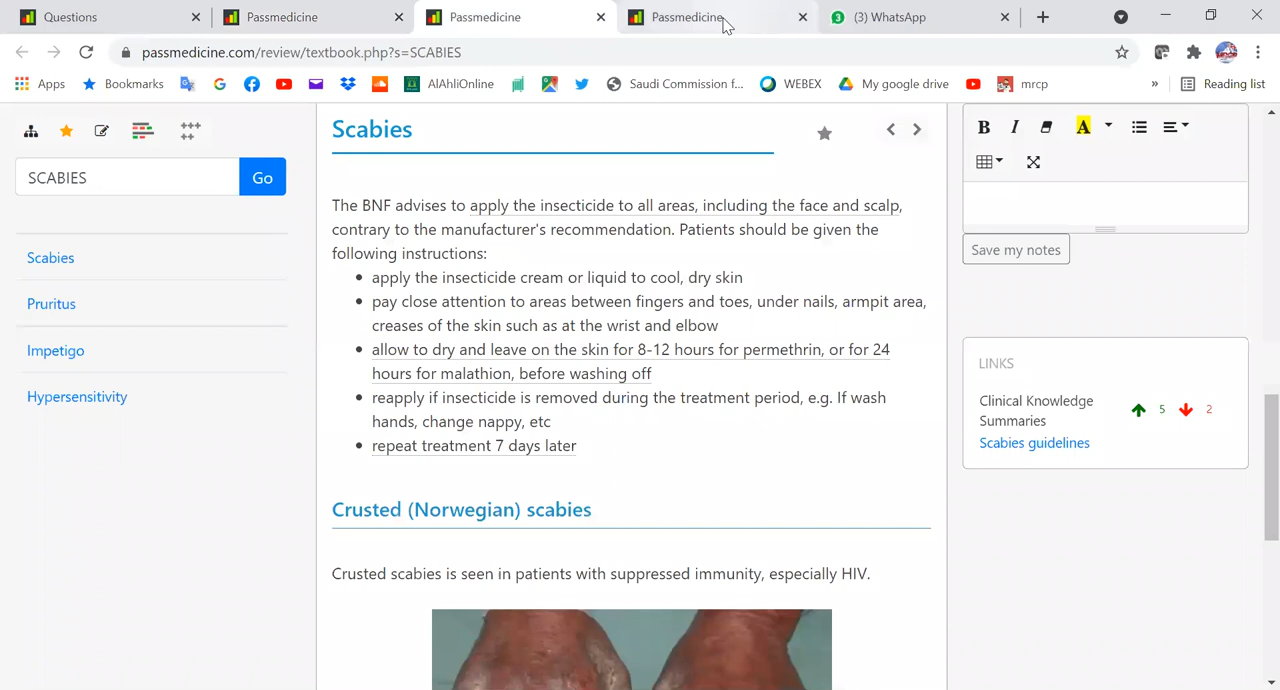 Questions
Passmedicine
Passmedicine
Passmedicine
3 (3) WhatsApp
passmedicine.com/review/textbook.php?s=SCABIES
Apps
Bookmarks
AlAhliOnline
Saudi Commission f...
WEBEX
My google drive
mrcp
»
Reading list
SCABIES
Go
Scabies
Pruritus
Impetigo
Hypersensitivity
Scabies
The BNF advises to apply the insecticide to all areas, including the face and scalp,
contrary to the manufacturer's recommendation. Patients should be given the
following instructions:
• apply the insecticide cream or liquid to cool, dry skin
• pay close attention to areas between fingers and toes, under nails, armpit area,
creases of the skin such as at the wrist and elbow
• allow to dry and leave on the skin for 8-12 hours for permethrin, or for 24
hours for malathion, before washing off
• reapply if insecticide is removed during the treatment period, e.g. If wash
hands, change nappy, etc
• repeat treatment 7 days later
Crusted (Norwegian) scabies
Crusted scabies is seen in patients with suppressed immunity, especially HIV.
B I A
Save my notes
LINKS
Clinical Knowledge
Summaries
Scabies guidelines
5 2